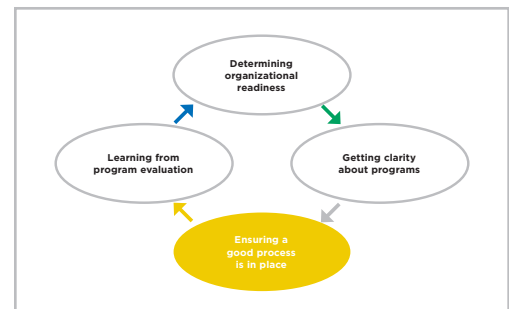 Determining
organizational
readiness
Learning from
program evaluation
Getting clarity
about programs
Ensuring a
good process
is in place